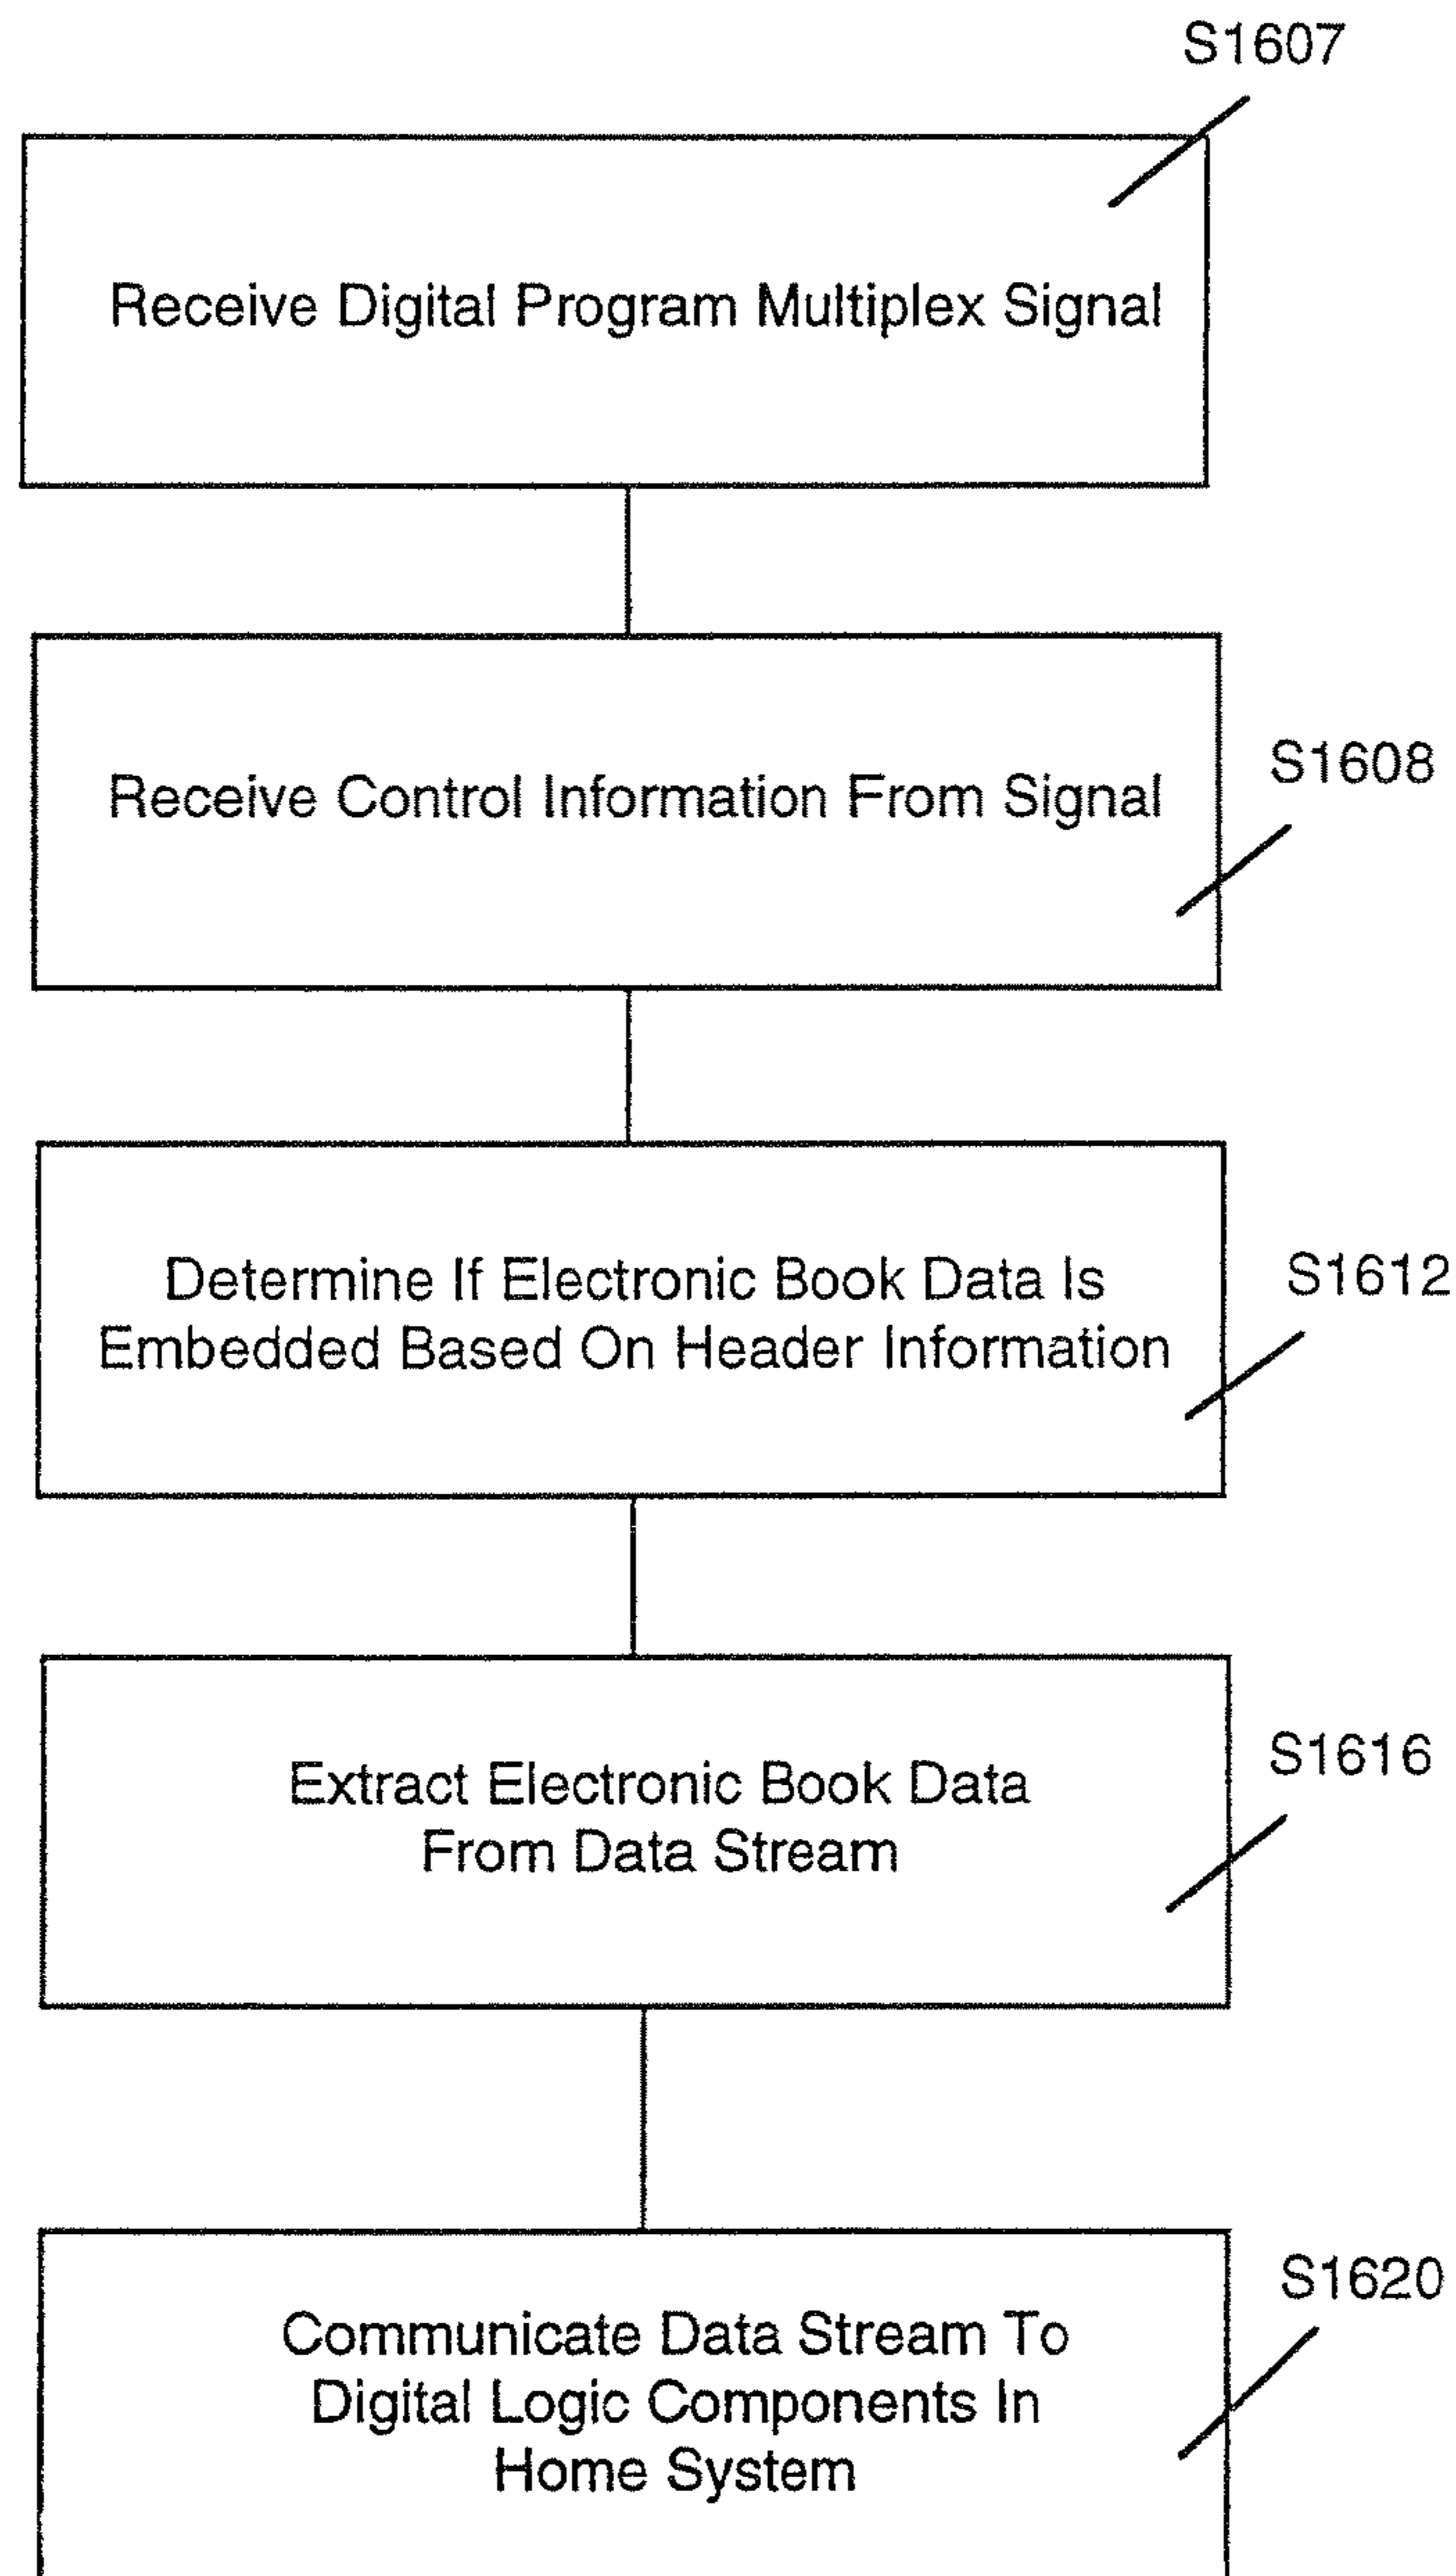 S1607
Receive Digital Program Multiplex Signal
Receive Control Information From Signal
S1608
Determine If Electronic Book Data Is
Embedded Based On Header Information
S1612
Extract Electronic Book Data
From Data Stream
S1616
Communicate Data Stream To
Digital Logic Components In
Home System
S1620